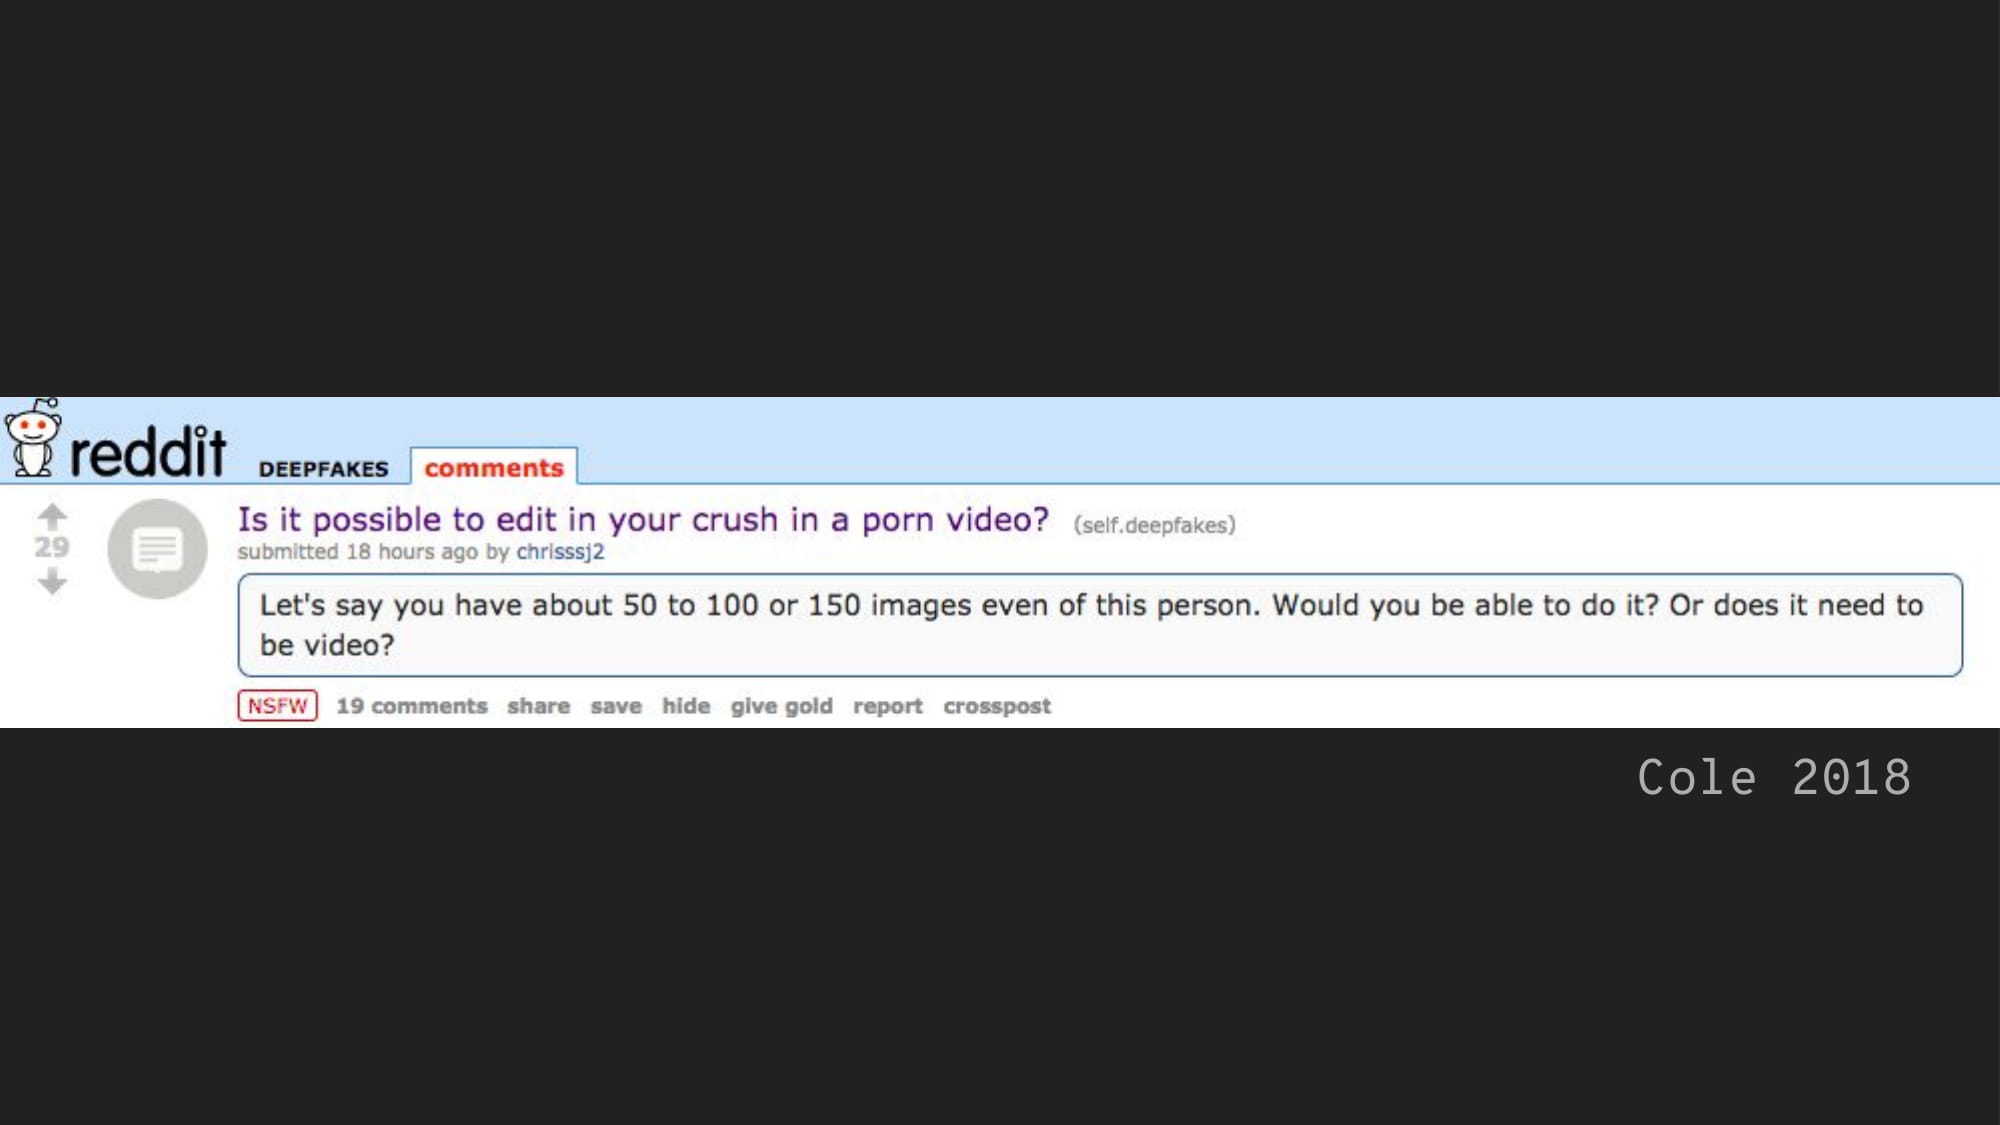 reddit DEEPFAKES comments
Is it possible to edit in your crush in a porn video? (self.deepfakes)
29
submitted 18 hours ago by chrisssj2
Let's say you have about 50 to 100 or 150 images even of this person. Would you be able to do it? Or does it need to
be video?
NSFW 19 comments share save hide give gold report crosspost
Cole 2018